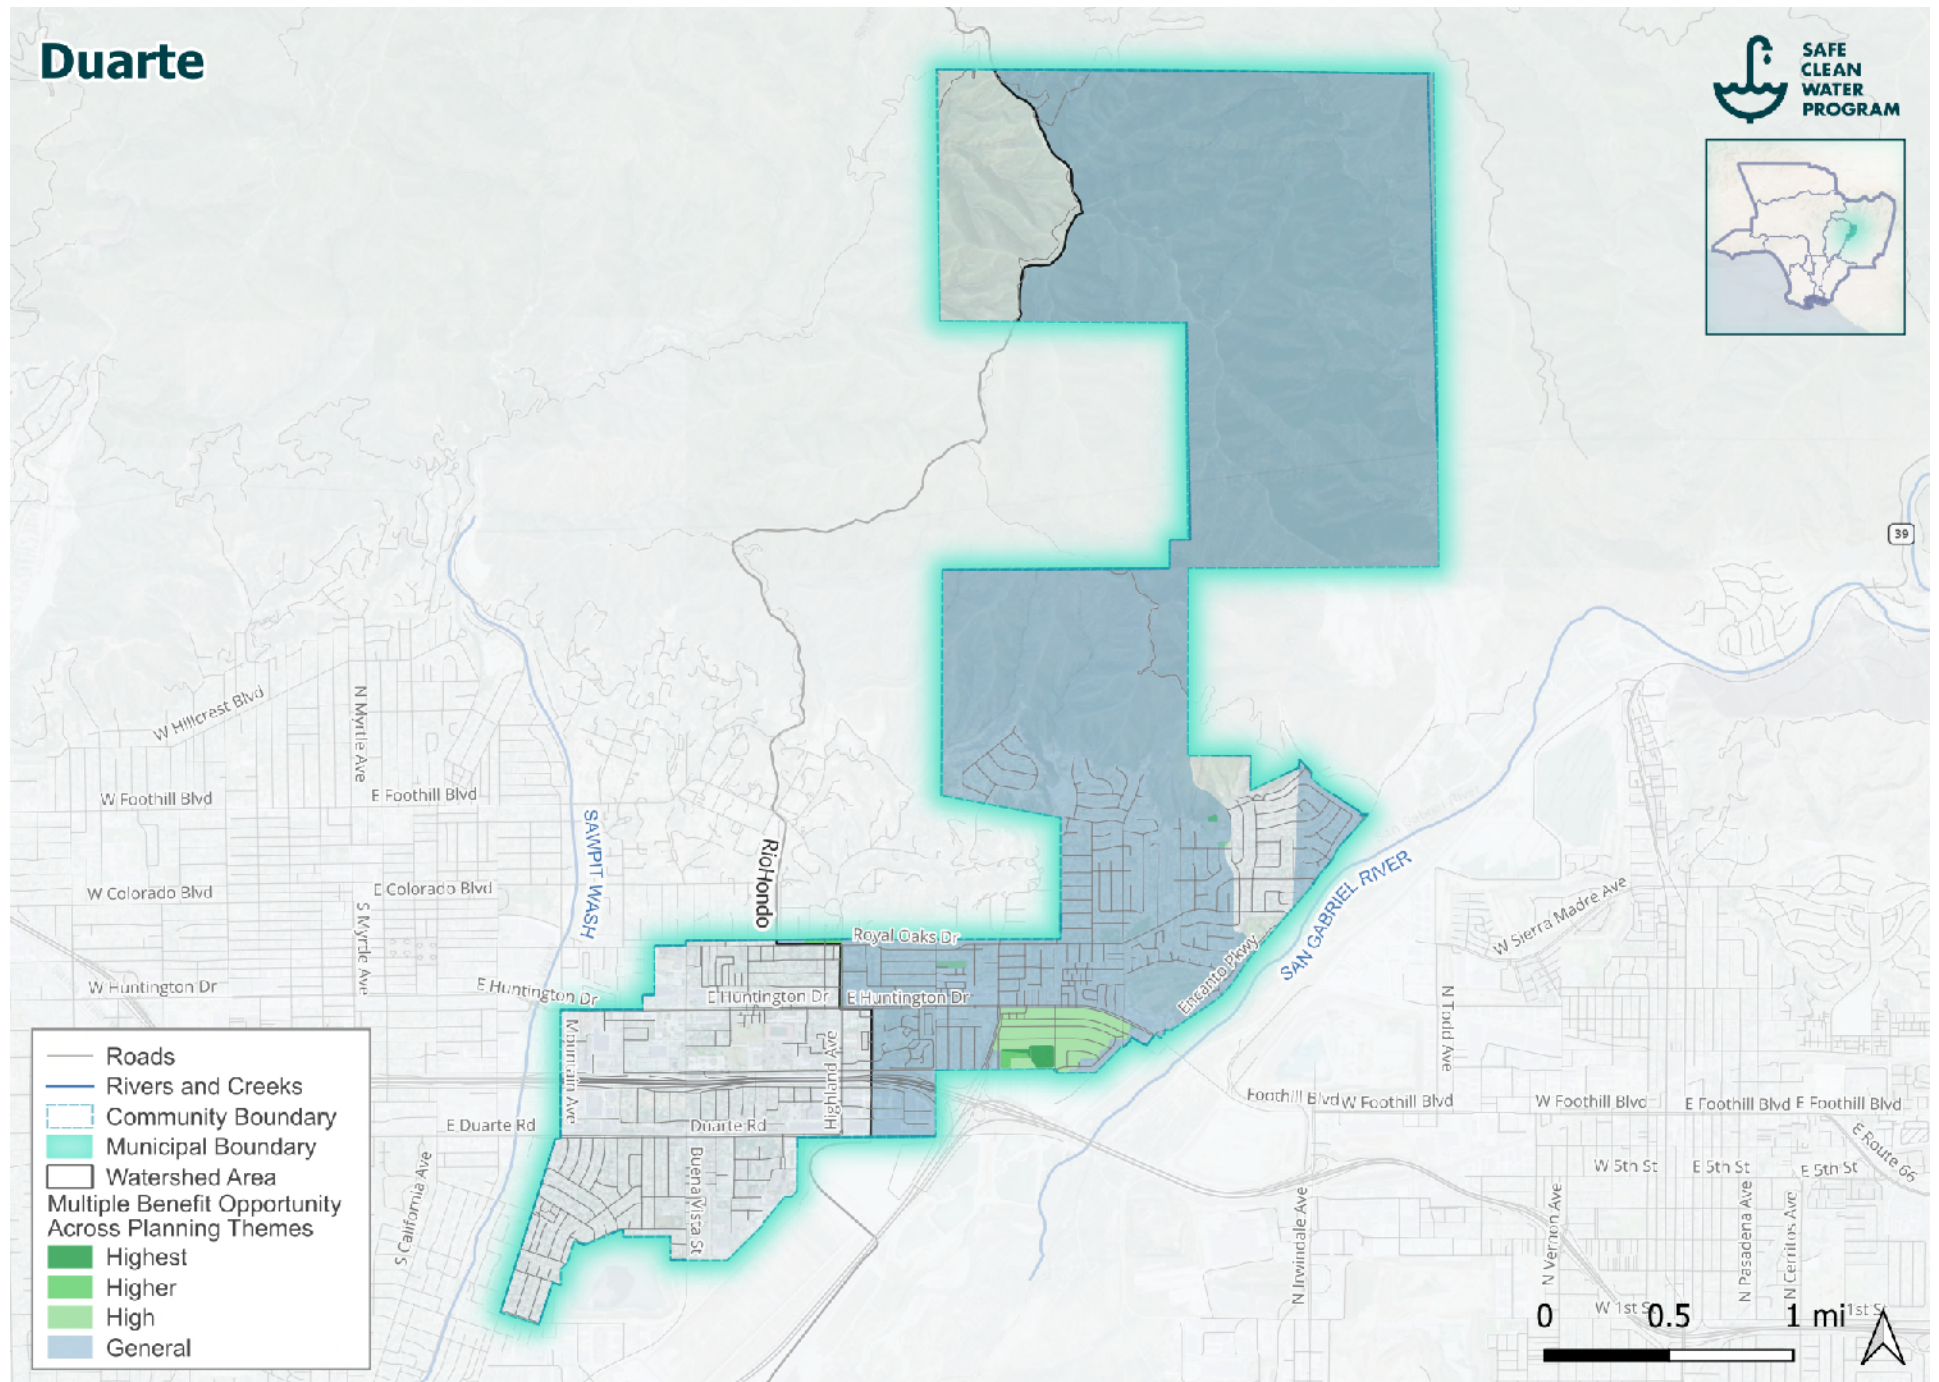 Duarte
SAFE
CLEAN
WATER
PROGRAM
39
W Hillcrest Blvd
N Myrtle Ave
W Foothill Blvd
E Foothill Blvd
SAWPIT WASH
RioHondo
W Colorado Blvd
E Colorado Blvd
S Myrtle Ave
Royal Oaks Dr
SAN GABRIEL RIVER
W Sierra Madre Ave
Encanto Pkwy
W Huntington Dr
E Huntington Dr
E Huntington Dr
E Huntington Dr
N Todd Ave
Mountain Ave
Highland Ave
E Duarte Rd
Duarte Rd
Buena Vista St
S California Ave
Foothill Blvd
W Foothill Blvd
W Foothill Blvd
E Foothill Blvd
E Foothill Blvd
E Route 66
W 5th St
E 5th St
E 5th St
N Irwindale Ave
N Vernon Ave
N Pasadena Ave
N Cerritos Ave
W 1st St
1st St
Roads
Rivers and Creeks
Community Boundary
Municipal Boundary
Watershed Area
Multiple Benefit Opportunity
Across Planning Themes
Highest
Higher
High
General
0 0.5 1 mi